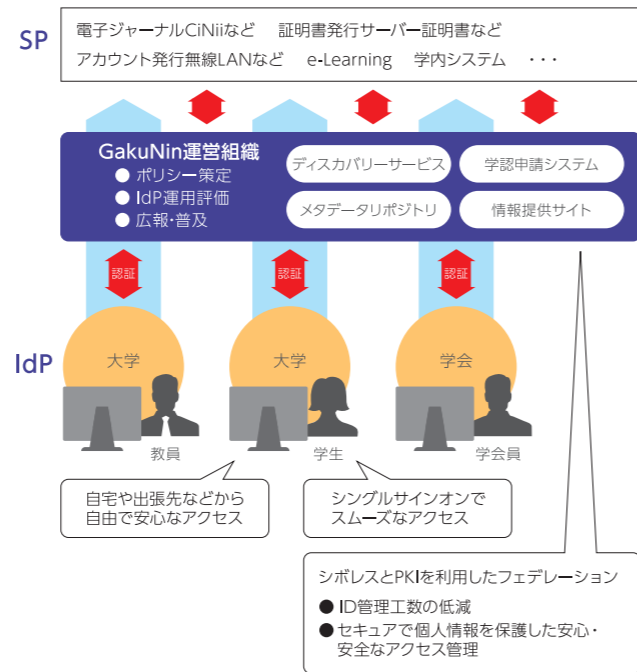 SP
電子ジャーナルCiNiiなど 証明書発行サーバー証明書など
アカウント発行無線LANなど e-Learning 学内システム ・・・
GakuNin運営組織
● ポリシー策定
● IdP運用評価
● 広報・普及
ディスカバリーサービス
学認申請システム
メタデータリポジトリ
情報提供サイト
認証
認証
認証
IdP
大学
大学
学会
教員
学生
学会員
自宅や出張先などから
自由で安心なアクセス
シングルサインオンで
スムーズなアクセス
シボレスとPKIを利用したフェデレーション
● ID管理工数の低減
● セキュアで個人情報を保護した安心・
安全なアクセス管理